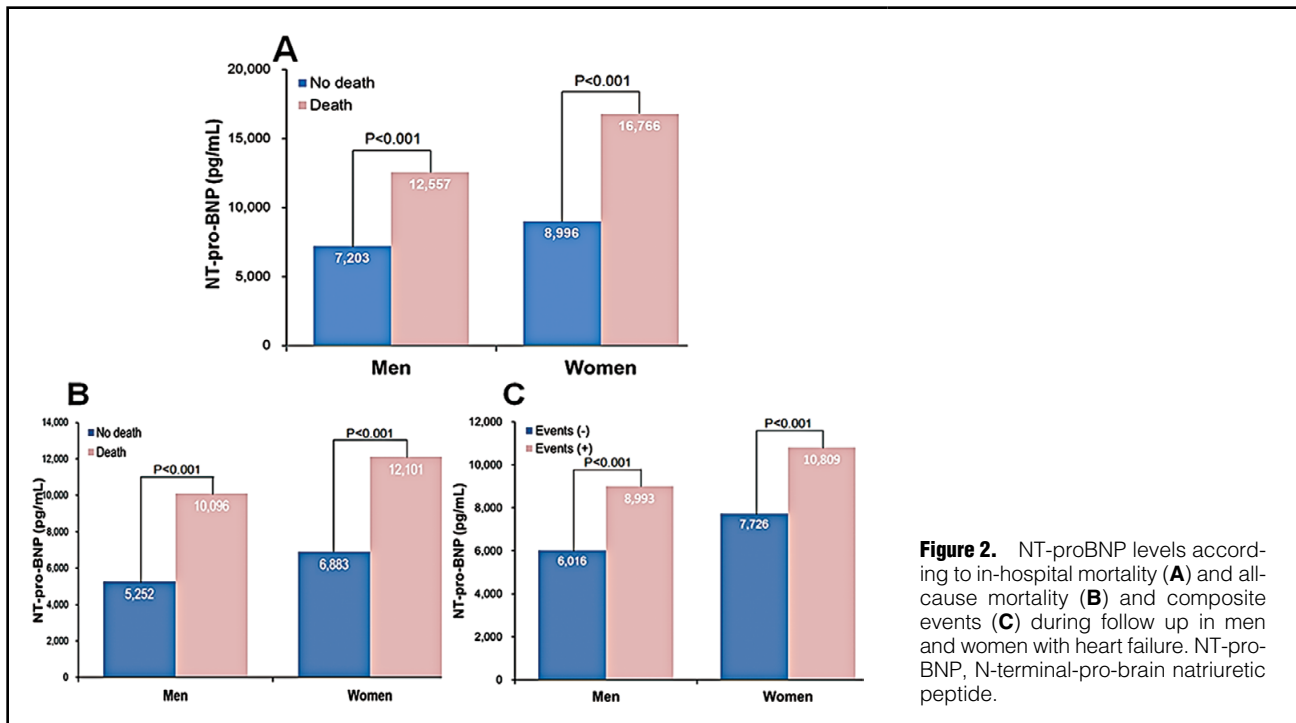 A
20,000
No death
Death
P<0.001
16,766
15,000
P<0.001
12,557
10,000
8,996
7,203
5,000
0
NT-pro-BNP (pg/mL)
Men
Women
B
14,000
No death
Death
P<0.001
12,000
12,101
P<0.001
10,000
10,096
8,000
6,883
6,000
5,252
4,000
2,000
0
NT-pro-BNP (pg/mL)
Men
Women
C
12,000
Events (-)
Events (+)
P<0.001
10,809
10,000
P<0.001
8,993
8,000
7,726
6,000
6,016
4,000
2,000
0
NT-pro-BNP (pg/mL)
Men
Women
Figure 2. NT-proBNP levels accord-
ing to in-hospital mortality (A) and all-
cause mortality (B) and composite
events (C) during follow up in men
and women with heart failure. NT-pro-
BNP, N-terminal-pro-brain natriuretic
peptide.